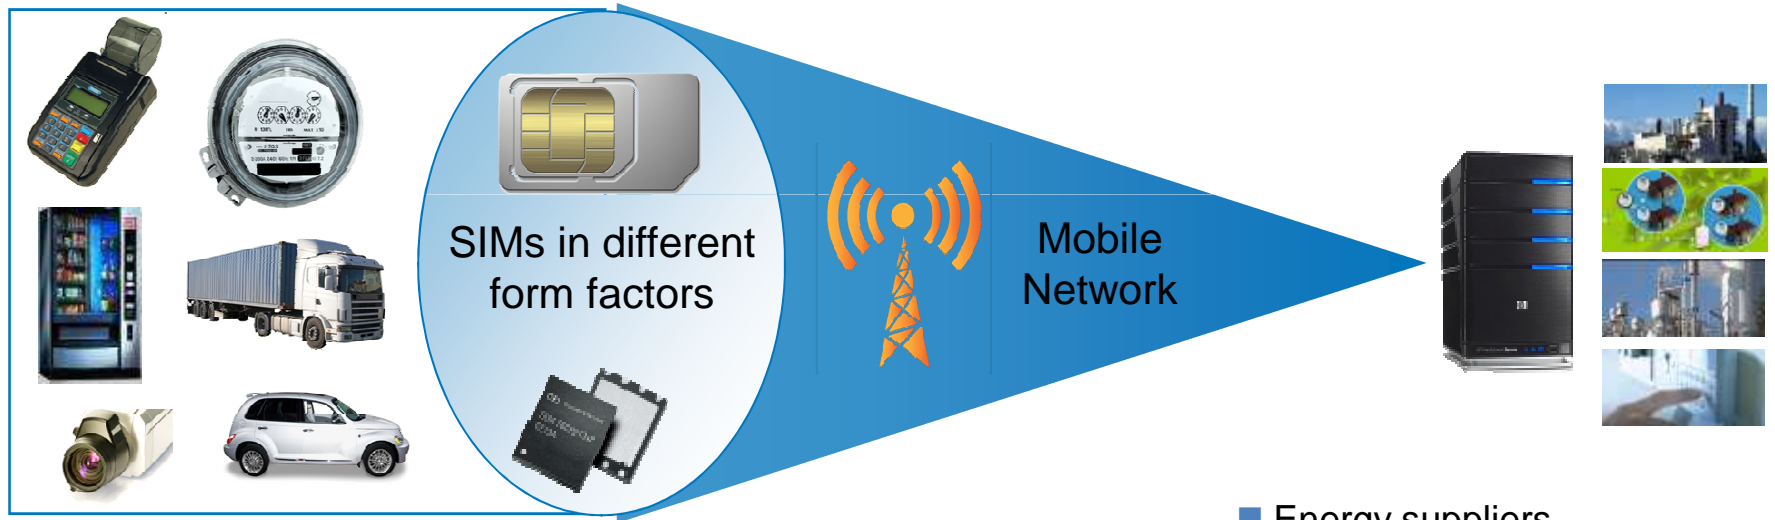 SIMs in different
form factors
Mobile
Network
Energy suppliers